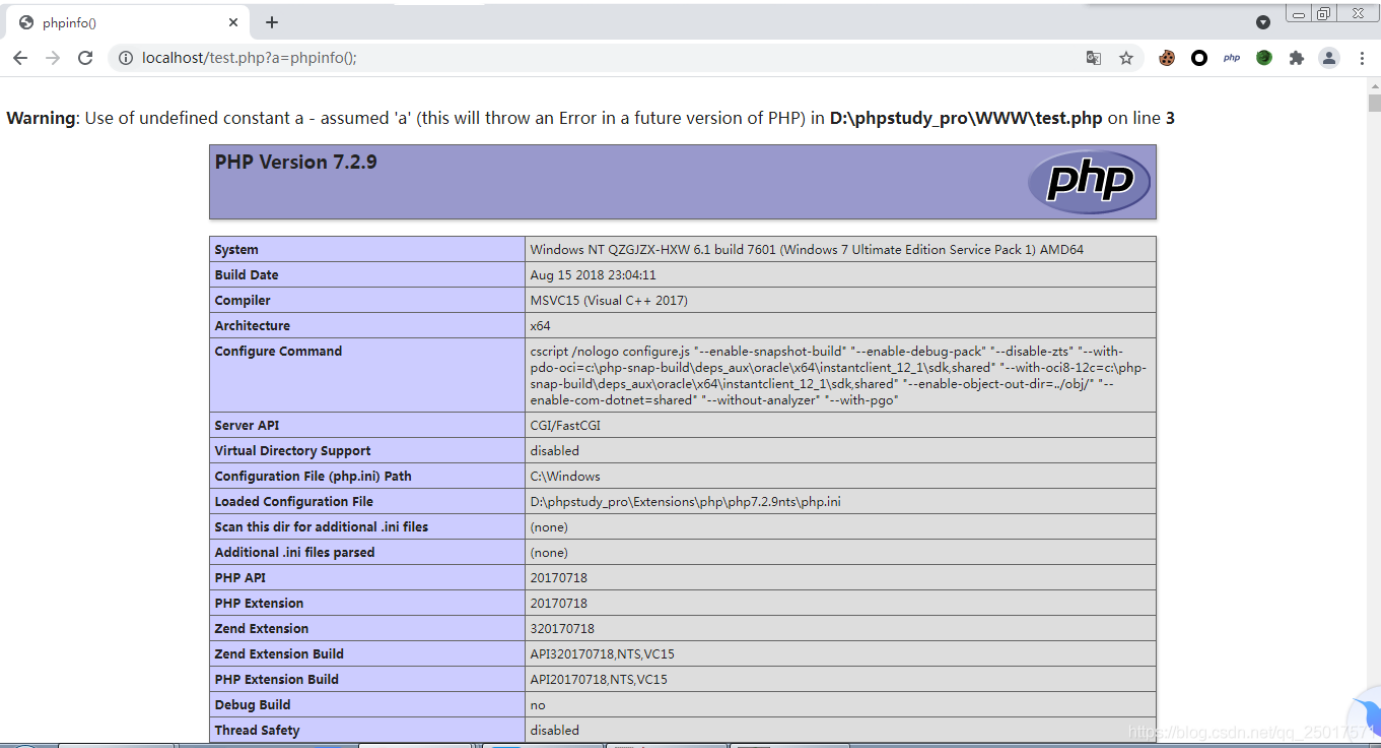 phpinfo()
localhost/test.php?a=phpinfo();
php
Warning: Use of undefined constant a - assumed 'a' (this will throw an Error in a future version of PHP) in D:\phpstudy_pro\WWW\test.php on line 3
PHP Version 7.2.9
php
System Windows NT QZGJZX-HXW 6.1 build 7601 (Windows 7 Ultimate Edition Service Pack 1) AMD64
Build Date Aug 15 2018 23:04:11
Compiler MSVC15 (Visual C++ 2017)
Architecture x64
Configure Command cscript /nologo configure.js "--enable-snapshot-build" "--enable-debug-pack" "--disable-zts" "--with-
pdo-oci=c:\php-snap-build\deps_aux\oracle\x64\instantclient_12_1\sdk,shared" "--with-oci8-12c=c:\php-
snap-build\deps_aux\oracle\x64\instantclient_12_1\sdk,shared" "--enable-object-out-dir=../obj/" "--
enable-com-dotnet=shared" "--without-analyzer" "--with-pgo"
Server API CGI/FastCGI
Virtual Directory Support disabled
Configuration File (php.ini) Path C:\Windows
Loaded Configuration File D:\phpstudy_pro\Extensions\php\php7.2.9nts\php.ini
Scan this dir for additional .ini files (none)
Additional .ini files parsed (none)
PHP API 20170718
PHP Extension 20170718
Zend Extension 320170718
Zend Extension Build API320170718,NTS,VC15
PHP Extension Build API20170718,NTS,VC15
Debug Build no
Thread Safety disabled
https://blog.csdn.net/qq_25017571